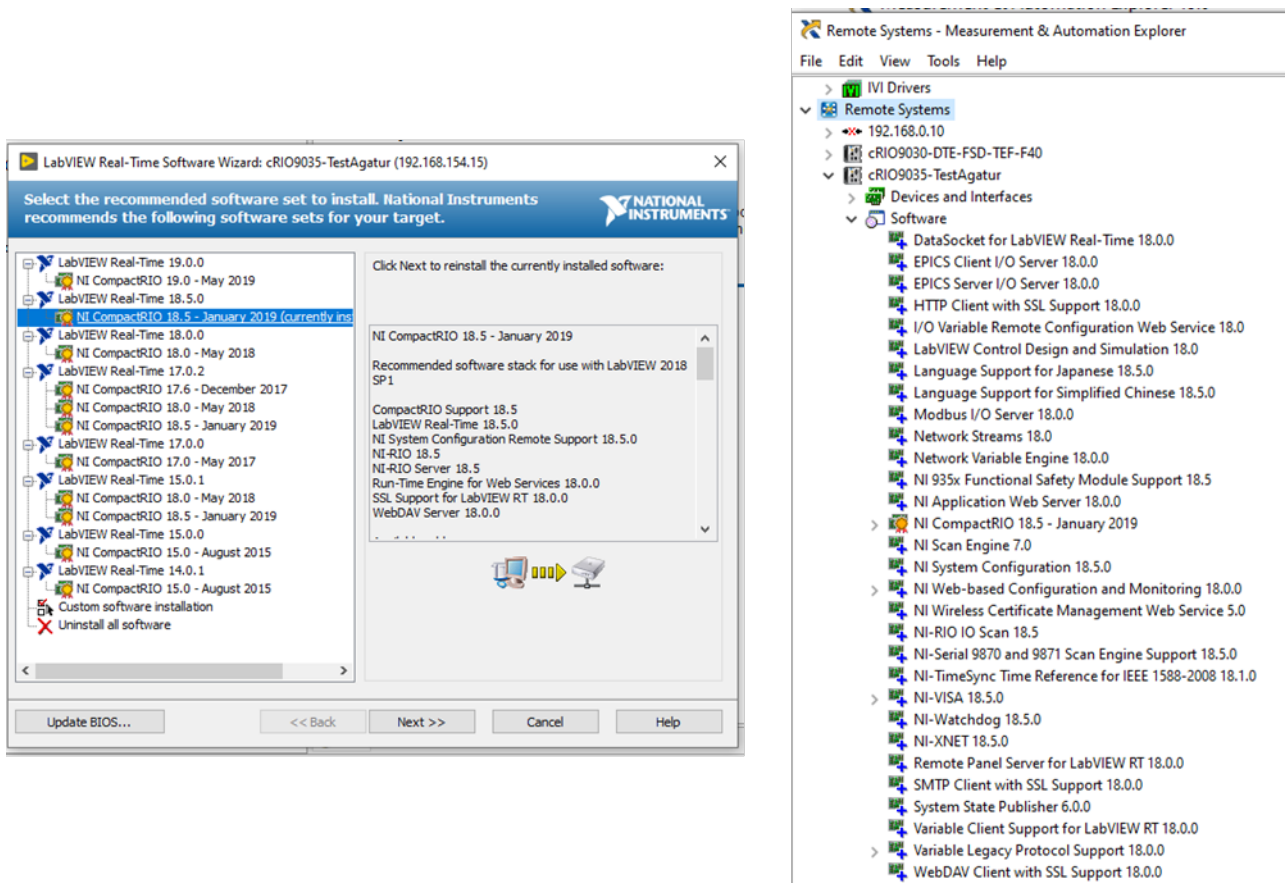 LabVIEW Real-Time Software Wizard: cRIO9035-TestAgatur (192.168.154.15)
Select the recommended software set to install. National Instruments
recommends the following software sets for your target.
NATIONAL
INSTRUMENTS
LabVIEW Real-Time 19.0.0
NI CompactRIO 19.0 - May 2019
LabVIEW Real-Time 18.5.0
NI CompactRIO 18.5 - January 2019 (currently ins
LabVIEW Real-Time 18.0.0
NI CompactRIO 18.0 - May 2018
LabVIEW Real-Time 17.0.2
NI CompactRIO 17.6 - December 2017
NI CompactRIO 18.0 - May 2018
NI CompactRIO 18.5 - January 2019
LabVIEW Real-Time 17.0.0
NI CompactRIO 17.0 - May 2017
LabVIEW Real-Time 15.0.1
NI CompactRIO 18.0 - May 2018
NI CompactRIO 18.5 - January 2019
LabVIEW Real-Time 15.0.0
NI CompactRIO 15.0 - August 2015
LabVIEW Real-Time 14.0.1
NI CompactRIO 15.0 - August 2015
Custom software installation
Uninstall all software
Click Next to reinstall the currently installed software:
NI CompactRIO 18.5 - January 2019
Recommended software stack for use with LabVIEW 2018
SP1
CompactRIO Support 18.5
LabVIEW Real-Time 18.5.0
NI System Configuration Remote Support 18.5.0
NI-RIO 18.5
NI-RIO Server 18.5
Run-Time Engine for Web Services 18.0.0
SSL Support for LabVIEW RT 18.0.0
WebDAV Server 18.0.0
Update BIOS...
<< Back
Next >>
Cancel
Help
Remote Systems - Measurement & Automation Explorer
File Edit View Tools Help
IVI Drivers
Remote Systems
192.168.0.10
cRIO9030-DTE-FSD-TEF-F40
cRIO9035-TestAgatur
Devices and Interfaces
Software
DataSocket for LabVIEW Real-Time 18.0.0
EPICS Client I/O Server 18.0.0
EPICS Server I/O Server 18.0.0
HTTP Client with SSL Support 18.0.0
I/O Variable Remote Configuration Web Service 18.0
LabVIEW Control Design and Simulation 18.0
Language Support for Japanese 18.5.0
Language Support for Simplified Chinese 18.5.0
Modbus I/O Server 18.0.0
Network Streams 18.0
Network Variable Engine 18.0.0
NI 935x Functional Safety Module Support 18.5
NI Application Web Server 18.0.0
NI CompactRIO 18.5 - January 2019
NI Scan Engine 7.0
NI System Configuration 18.5.0
NI Web-based Configuration and Monitoring 18.0.0
NI Wireless Certificate Management Web Service 5.0
NI-RIO IO Scan 18.5
NI-Serial 9870 and 9871 Scan Engine Support 18.5.0
NI-TimeSync Time Reference for IEEE 1588-2008 18.1.0
NI-VISA 18.5.0
NI-Watchdog 18.5.0
NI-XNET 18.5.0
Remote Panel Server for LabVIEW RT 18.0.0
SMTP Client with SSL Support 18.0.0
System State Publisher 6.0.0
Variable Client Support for LabVIEW RT 18.0.0
Variable Legacy Protocol Support 18.0.0
WebDAV Client with SSL Support 18.0.0